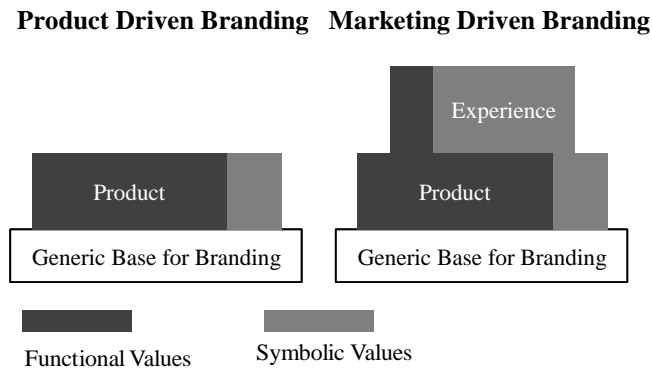 Product Driven Branding
Marketing Driven Branding
Experience
Product
Product
Generic Base for Branding
Generic Base for Branding
Functional Values
Symbolic Values